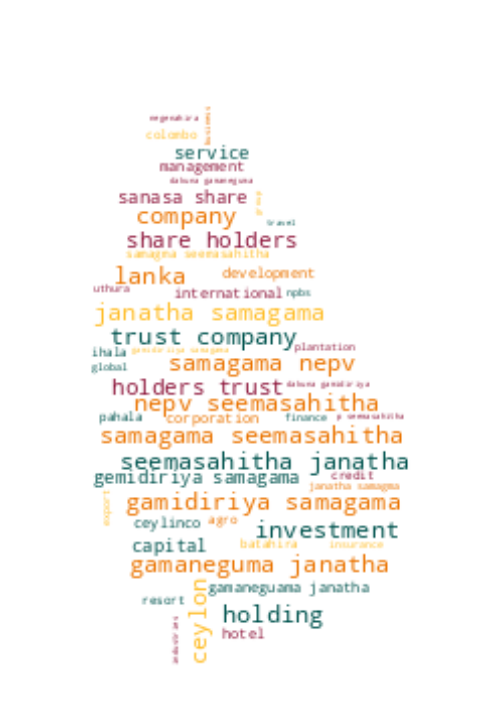 negenahira
business
colombo
service
management
dakuna gamaneguma
sanasa share
group
company
travel
share holders
samagma seemasahitha
lanka development
uthura international npbs
janatha samagama
trust company
ihala gamidiriya samagama plantation
global samagama nepv
holders trust dakuna gamidiriya
nepv seemasahitha
pahala corporation finance p seemasahitha
samagama seemasahitha
seemasahitha janatha
gemidiriya samagama credit
janatha samagma
export gamidiriya samagama
ceylinco agro investment
capital batahira insurance
gamaneguma janatha
ceylon gamaneguama janatha
resort holding
industries hotel